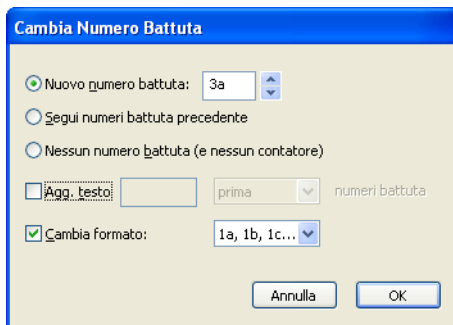 Cambia Numero Battuta
Nuovo numero battuta: 3a
Segui numeri battuta precedente
Nessun numero battuta (e nessun contatore)
Agg. testo prima numeri battuta
Cambia formato: 1a, 1b, 1c...
Annulla OK